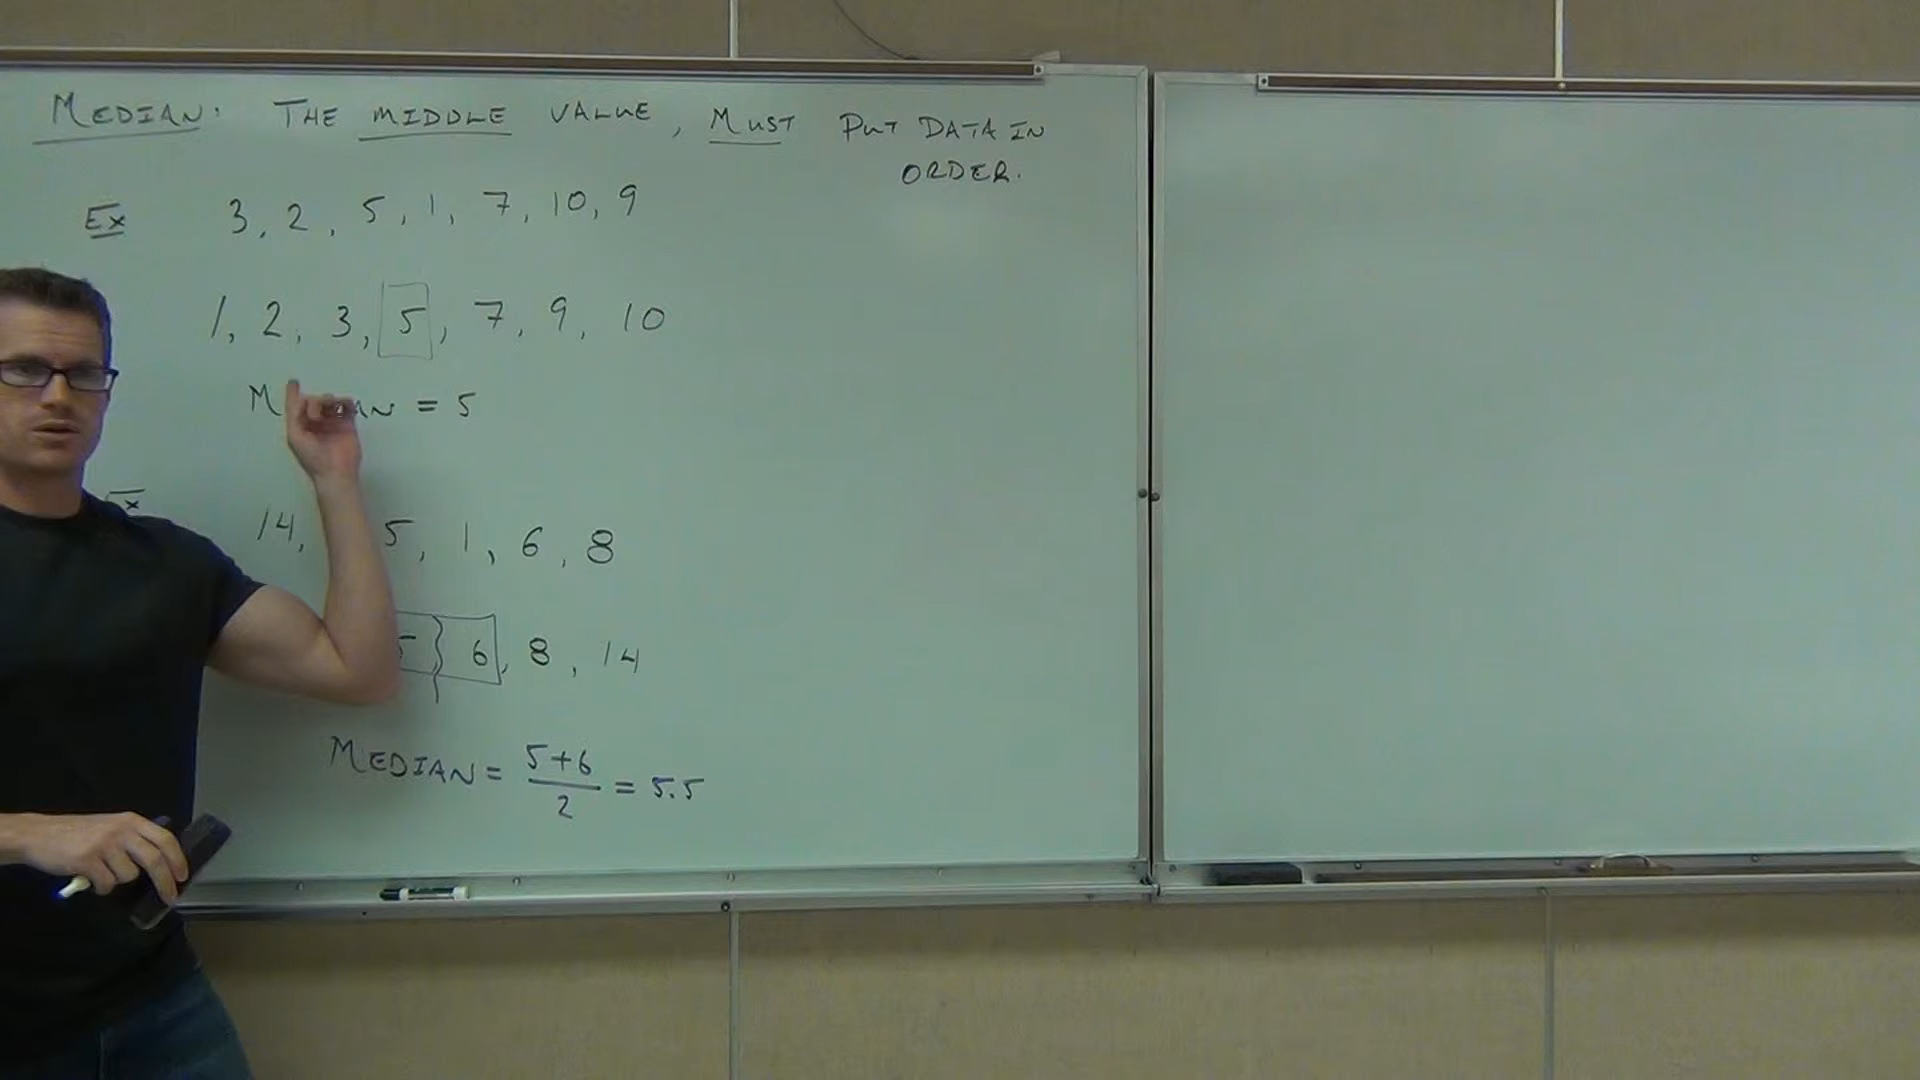 MEDIAN: THE MIDDLE VALUE, MUST PUT DATA IN
ORDER.
Ex 3, 2, 5, 1, 7, 10, 9
1, 2, 3, 5, 7, 9, 10
= 5
14, 5, 1, 6, 8
6, 8, 14
MEDIAN = 5+6 / 2 = 5.5